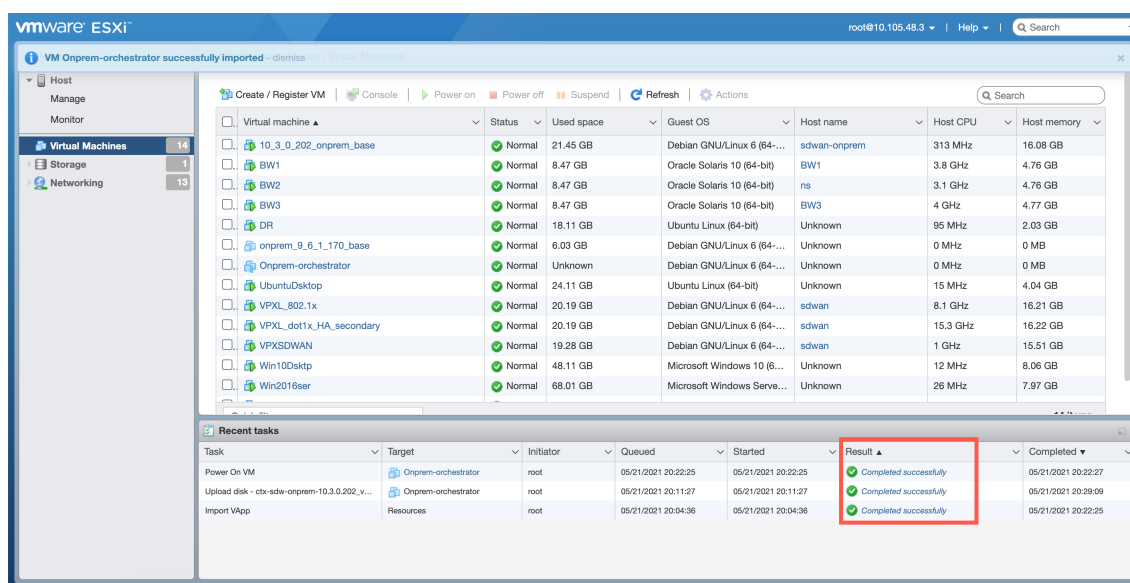 vmware ESXi™ root@10.105.48.3 | Help | Search
VM Onprem-orchestrator successfully imported - dismiss
Host
Manage
Monitor
Virtual Machines 14
Storage 1
Networking 13
Create / Register VM | Console | Power on Power off Suspend | Refresh | Actions Search
Virtual machine Status Used space Guest OS Host name Host CPU Host memory
10_3_0_202_onprem_base Normal 21.45 GB Debian GNU/Linux 6 (64-... sdwan-onprem 313 MHz 16.08 GB
BW1 Normal 8.47 GB Oracle Solaris 10 (64-bit) BW1 3.8 GHz 4.76 GB
BW2 Normal 8.47 GB Oracle Solaris 10 (64-bit) ns 3.1 GHz 4.76 GB
BW3 Normal 8.47 GB Oracle Solaris 10 (64-bit) BW3 4 GHz 4.77 GB
DR Normal 18.11 GB Ubuntu Linux (64-bit) Unknown 95 MHz 2.03 GB
onprem_9_6_1_170_base Normal 6.03 GB Debian GNU/Linux 6 (64-... Unknown 0 MHz 0 MB
Onprem-orchestrator Normal Unknown Debian GNU/Linux 6 (64-... Unknown 0 MHz 0 MB
UbuntuDsktop Normal 24.11 GB Ubuntu Linux (64-bit) Unknown 15 MHz 4.04 GB
VPXL_802.1x Normal 20.19 GB Debian GNU/Linux 6 (64-... sdwan 8.1 GHz 16.21 GB
VPXL_dot1x_HA_secondary Normal 20.19 GB Debian GNU/Linux 6 (64-... sdwan 15.3 GHz 16.22 GB
VPXSDWAN Normal 19.28 GB Debian GNU/Linux 6 (64-... sdwan 1 GHz 15.51 GB
Win10Dsktp Normal 48.11 GB Microsoft Windows 10 (6... Unknown 12 MHz 8.06 GB
Win2016ser Normal 68.01 GB Microsoft Windows Serve... Unknown 26 MHz 7.97 GB
Recent tasks
Task Target Initiator Queued Started Result Completed
Power On VM Onprem-orchestrator root 05/21/2021 20:22:25 05/21/2021 20:22:25 Completed successfully 05/21/2021 20:22:27
Upload disk - ctx-sdw-onprem-10.3.0.202_v... Onprem-orchestrator root 05/21/2021 20:11:27 05/21/2021 20:11:27 Completed successfully 05/21/2021 20:29:09
Import VApp Resources root 05/21/2021 20:04:36 05/21/2021 20:04:36 Completed successfully 05/21/2021 20:22:25